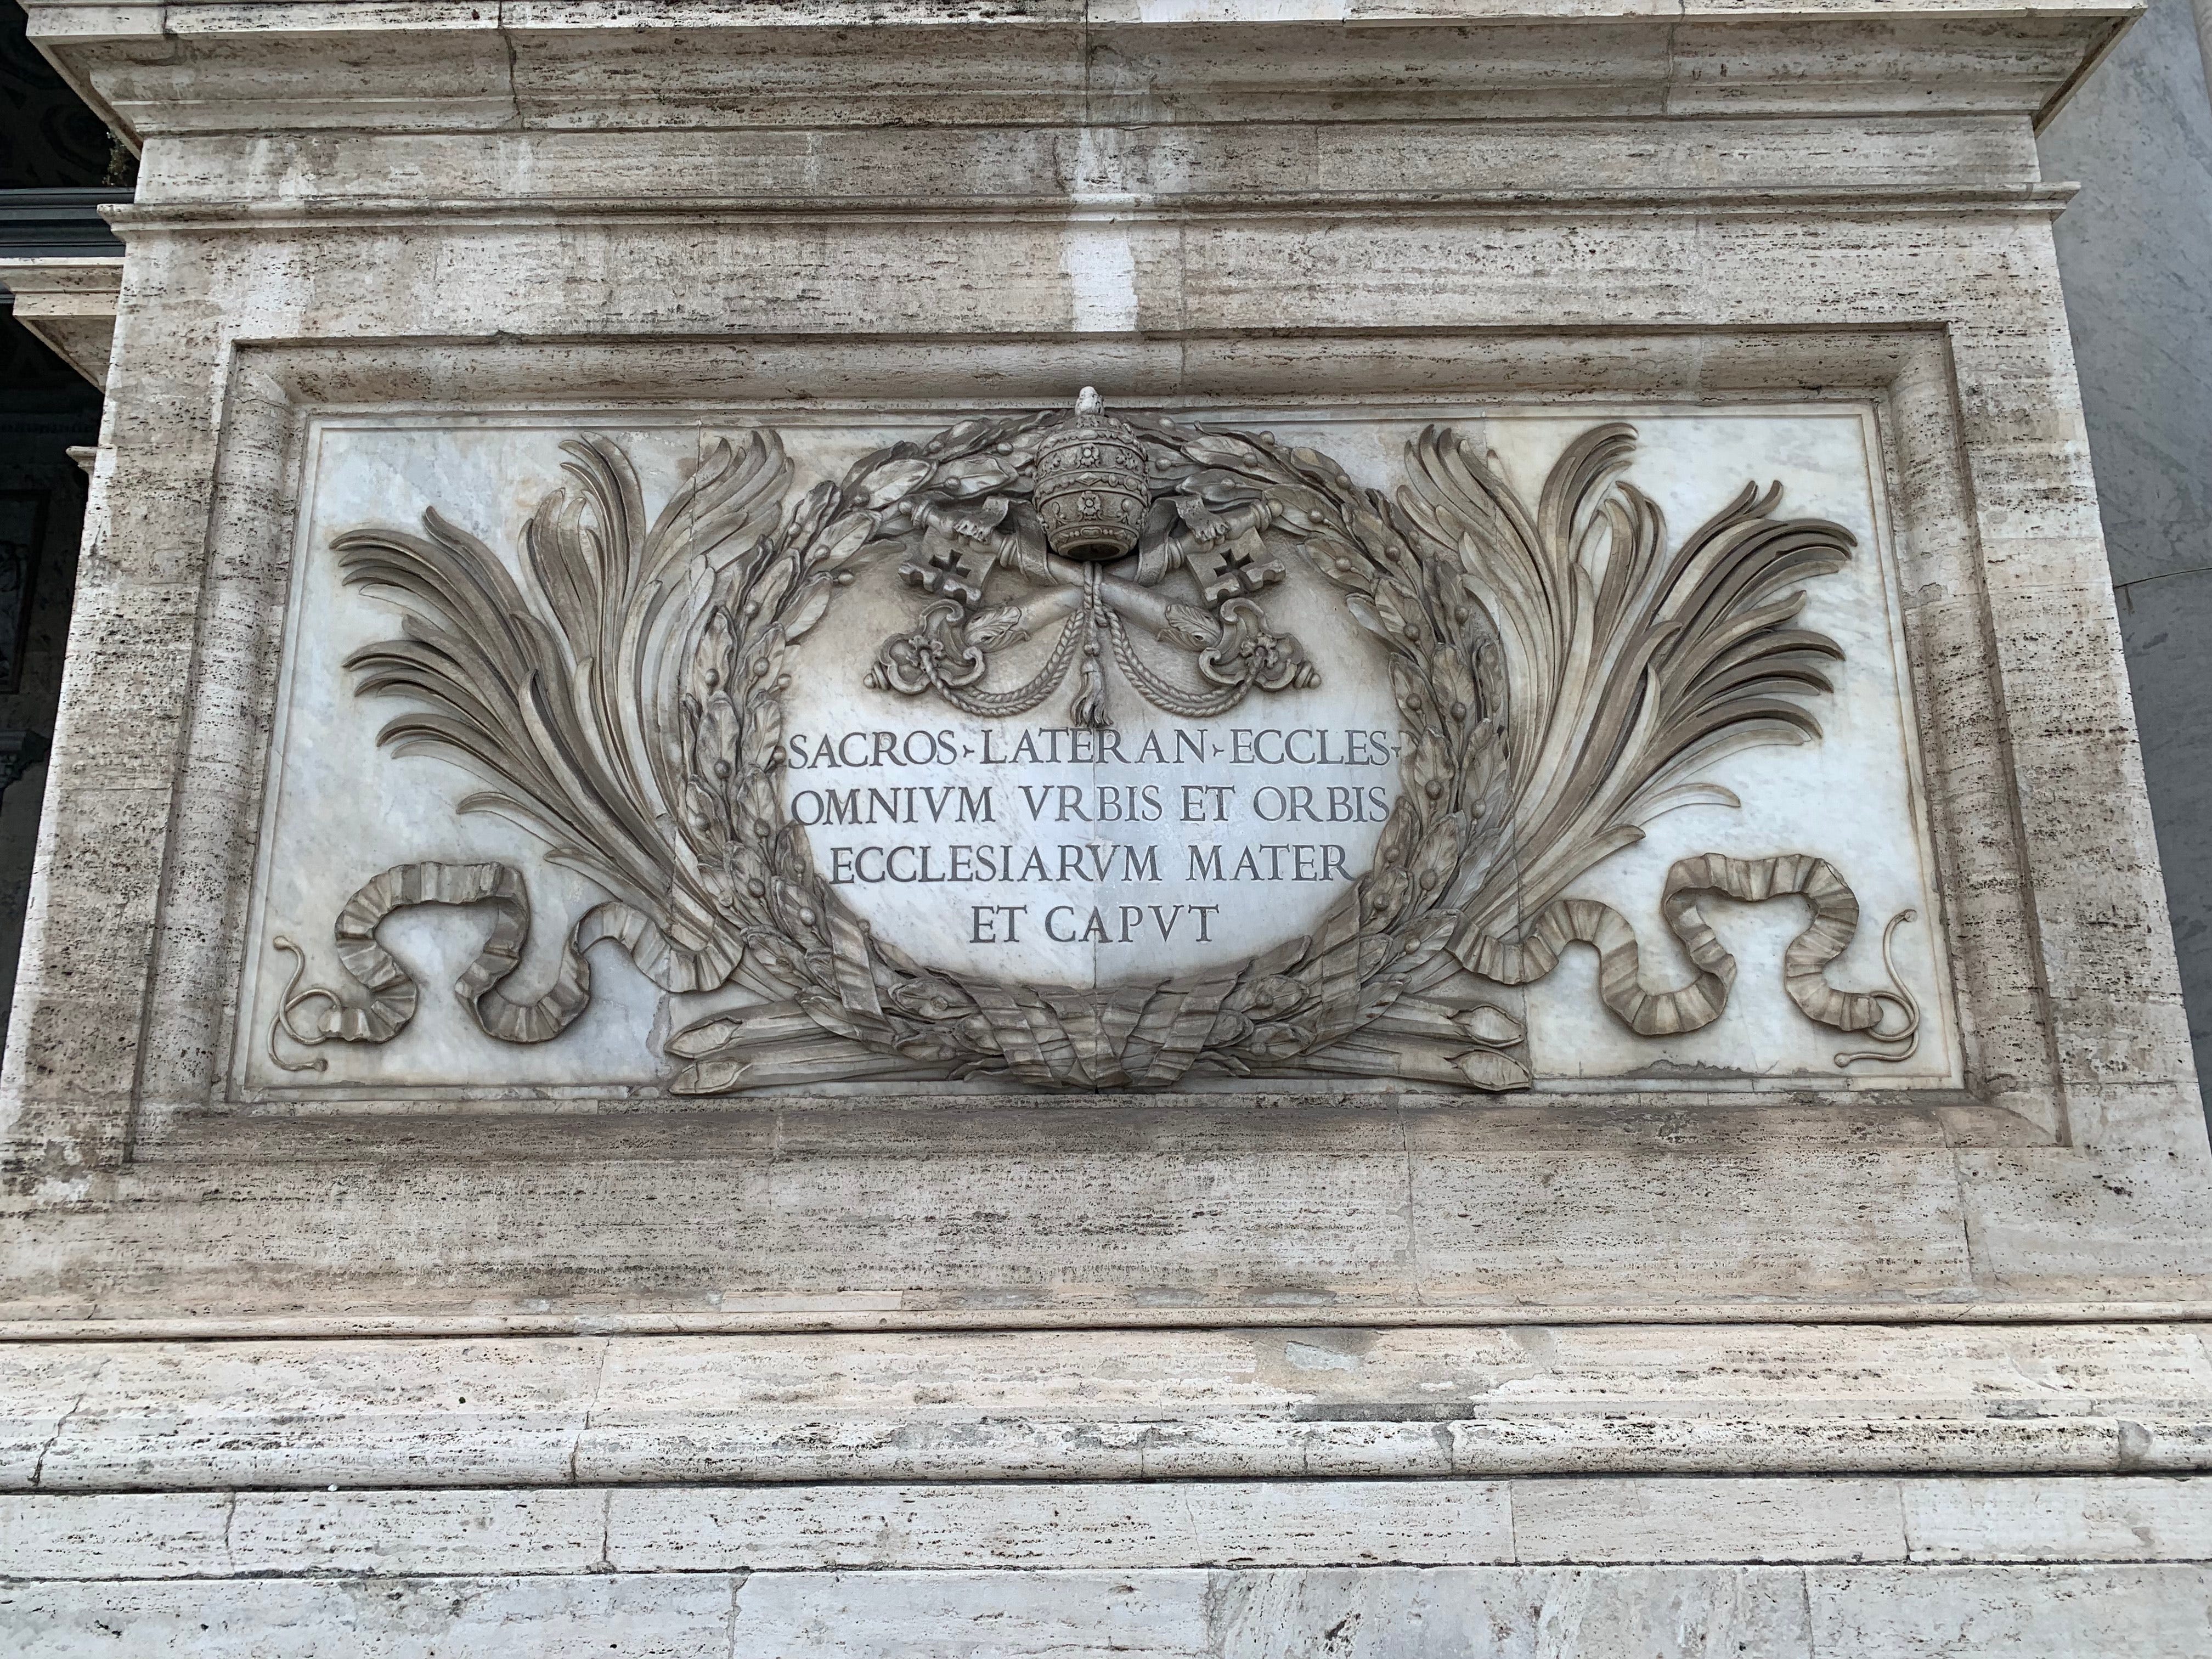 SACROS·LATERAN·ECCLES·
OMNIVM VRBIS ET ORBIS
ECCLESIARVM MATER
ET CAPVT